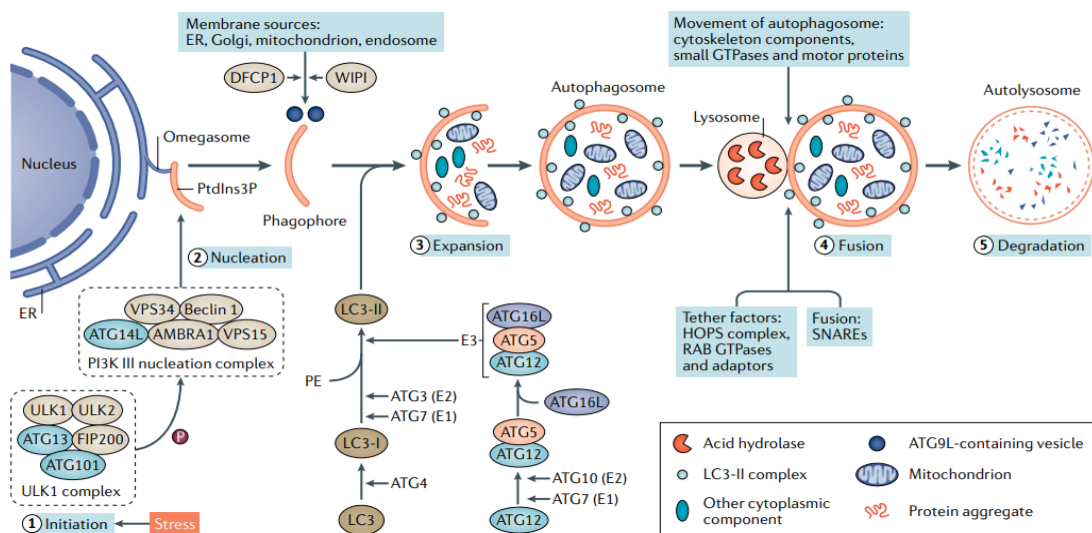 Membrane sources:
ER, Golgi, mitochondrion, endosome
DFCP1
WIPI
Movement of autophagosome:
cytoskeleton components,
small GTPases and motor proteins
Nucleus
Omegasome
PtdIns3P
Phagophore
Autophagosome
Lysosome
Autolysosome
ER
2 Nucleation
3 Expansion
4 Fusion
5 Degradation
VPS34
Beclin 1
ATG14L
AMBRA1
VPS15
PI3K III nucleation complex
ULK1
ULK2
ATG13
FIP200
ATG101
ULK1 complex
P
1 Initiation
Stress
LC3-II
PE
ATG3 (E2)
ATG7 (E1)
LC3-I
ATG4
LC3
E3
ATG16L
ATG5
ATG12
ATG16L
ATG5
ATG12
ATG10 (E2)
ATG7 (E1)
ATG12
Tether factors:
HOPS complex,
RAB GTPases
and adaptors
Fusion:
SNAREs
Acid hydrolase
LC3-II complex
Other cytoplasmic
component
ATG9L-containing vesicle
Mitochondrion
Protein aggregate